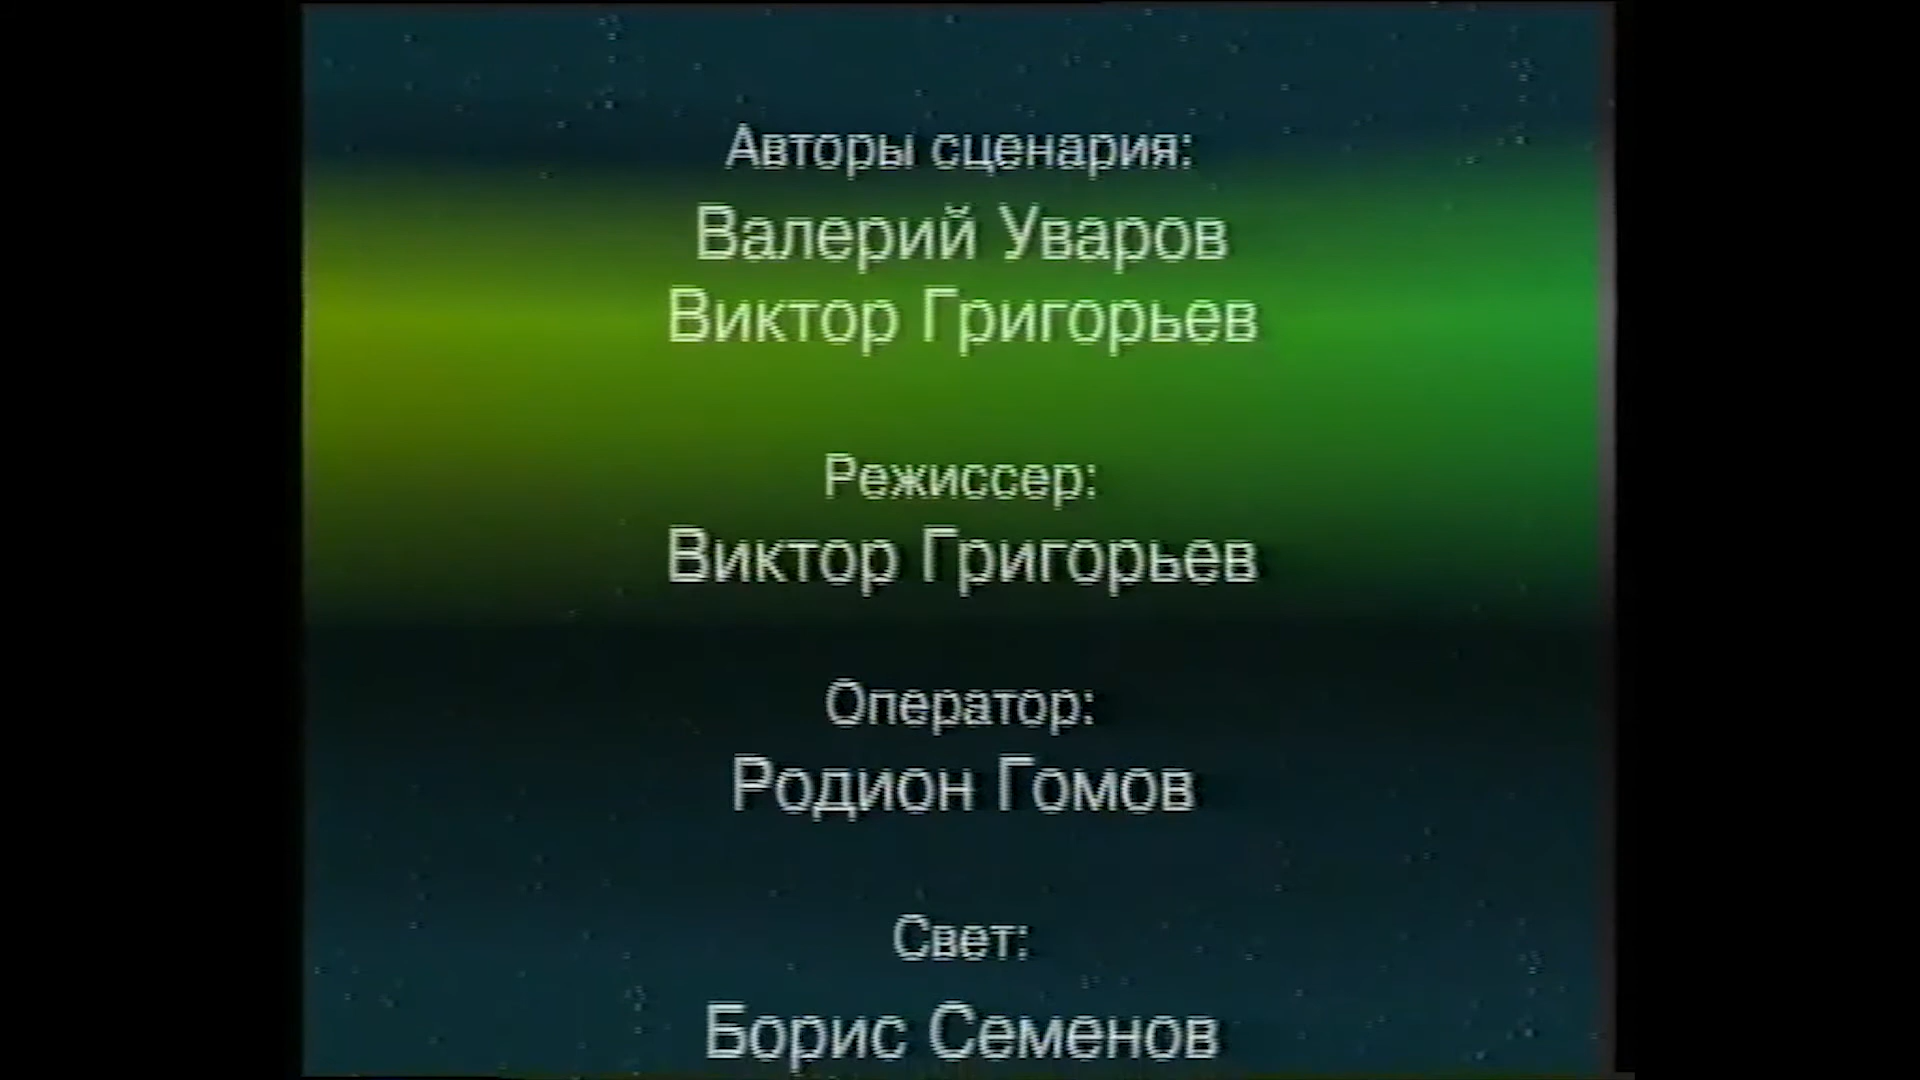 Авторы сценария:
Валерий Уваров
Виктор Григорьев
Режиссер:
Виктор Григорьев
Оператор:
Родион Гомов
Свет:
Борис Семенов